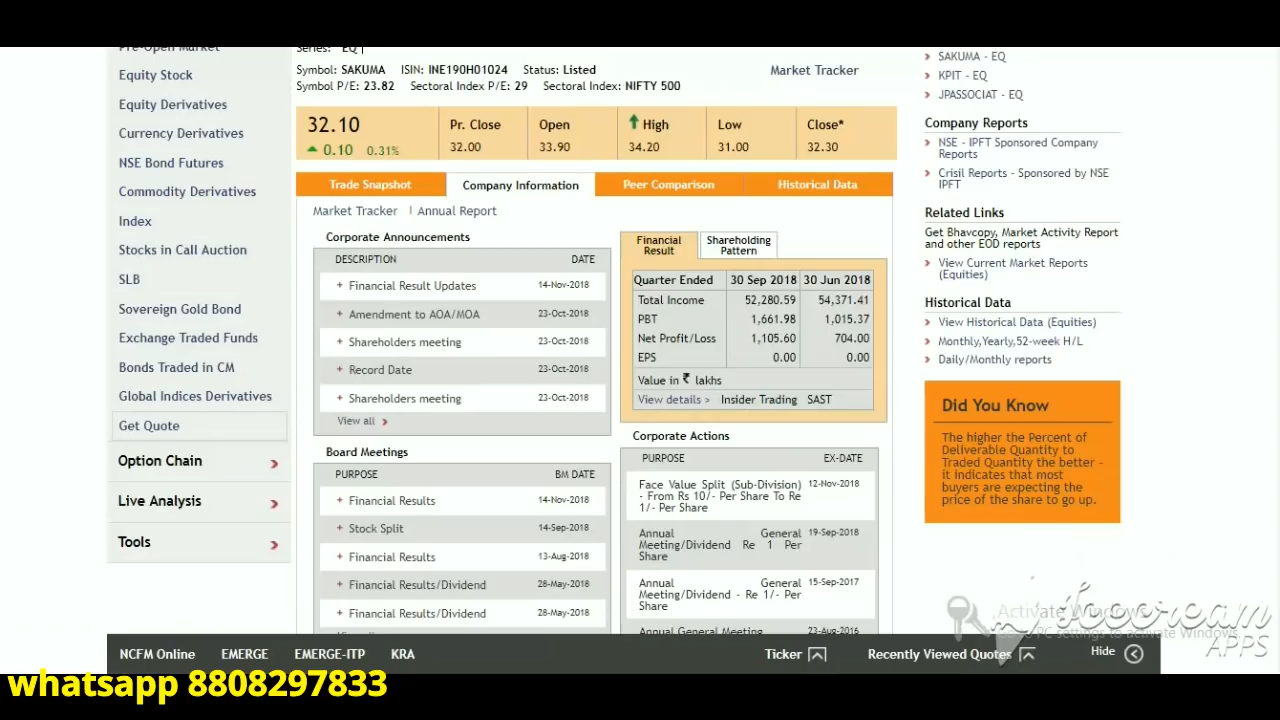 Pre-Open Market
Equity Stock
Equity Derivatives
Currency Derivatives
NSE Bond Futures
Commodity Derivatives
Index
Stocks in Call Auction
SLB
Sovereign Gold Bond
Exchange Traded Funds
Bonds Traded in CM
Global Indices Derivatives
Get Quote
Option Chain
Live Analysis
Tools
Series: EQ |
Symbol: SAKUMA ISIN: INE190H01024 Status: Listed
Symbol P/E: 23.82 Sectoral Index P/E: 29 Sectoral Index: NIFTY 500
Market Tracker
32.10 Pr. Close Open High Low Close*
0.10 0.31% 32.00 33.90 34.20 31.00 32.30
Trade Snapshot Company Information Peer Comparison Historical Data
Market Tracker | Annual Report
Corporate Announcements
DESCRIPTION DATE
+ Financial Result Updates 14-Nov-2018
+ Amendment to AOA/MOA 23-Oct-2018
+ Shareholders meeting 23-Oct-2018
+ Record Date 23-Oct-2018
+ Shareholders meeting 23-Oct-2018
View all
Board Meetings
PURPOSE BM DATE
+ Financial Results 14-Nov-2018
+ Stock Split 14-Sep-2018
+ Financial Results 13-Aug-2018
+ Financial Results/Dividend 28-May-2018
+ Financial Results/Dividend 28-May-2018
Financial Result Shareholding Pattern
Quarter Ended 30 Sep 2018 30 Jun 2018
Total Income 52,280.59 54,371.41
PBT 1,661.98 1,015.37
Net Profit/Loss 1,105.60 704.00
EPS 0.00 0.00
Value in ₹ lakhs
View details > Insider Trading SAST
Corporate Actions
PURPOSE EX-DATE
Face Value Split (Sub-Division) 12-Nov-2018
- From Rs 10/- Per Share To Re
1/- Per Share
Annual General 19-Sep-2018
Meeting/Dividend Re 1 Per
Share
Annual General 15-Sep-2017
Meeting/Dividend - Re 1/- Per
Share
Annual General Meeting 23-Aug-2016
SAKUMA - EQ
KPIT - EQ
JPASSOCIAT - EQ
Company Reports
NSE - IPFT Sponsored Company
Reports
Crisil Reports - Sponsored by NSE
IPFT
Related Links
Get Bhavcopy, Market Activity Report
and other EOD reports
View Current Market Reports
(Equities)
Historical Data
View Historical Data (Equities)
Monthly,Yearly,52-week H/L
Daily/Monthly reports
Did You Know
The higher the Percent of
Deliverable Quantity to
Traded Quantity the better -
it indicates that most
buyers are expecting the
price of the share to go up.
Activate Windows
Go to PC settings to activate Windows.
Icecream
APPS
NCFM Online EMERGE EMERGE-ITP KRA Ticker Recently Viewed Quotes Hide
whatsapp 8808297833